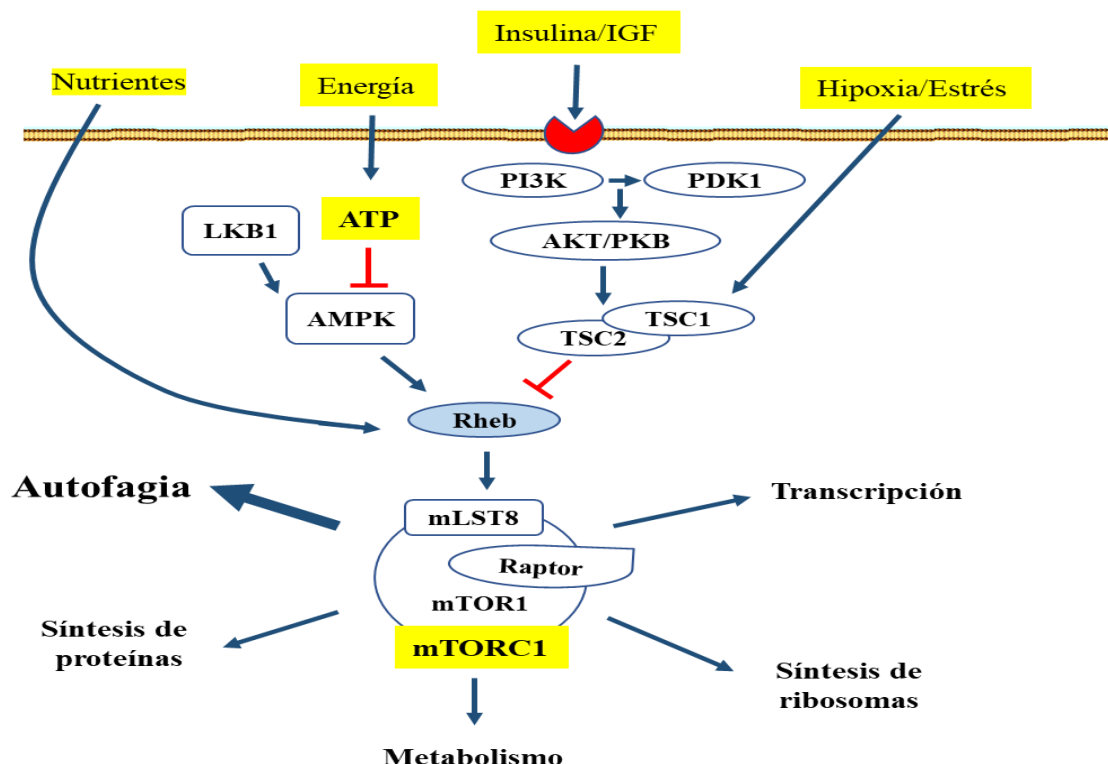 Insulina/IGF
Nutrientes
Energía
Hipoxia/Estrés
PI3K
PDK1
LKB1
ATP
AKT/PKB
AMPK
TSC1
TSC2
Rheb
Autofagia
Transcripción
mLST8
Raptor
mTOR1
mTORC1
Síntesis de
proteínas
Síntesis de
ribosomas
Metabolismo